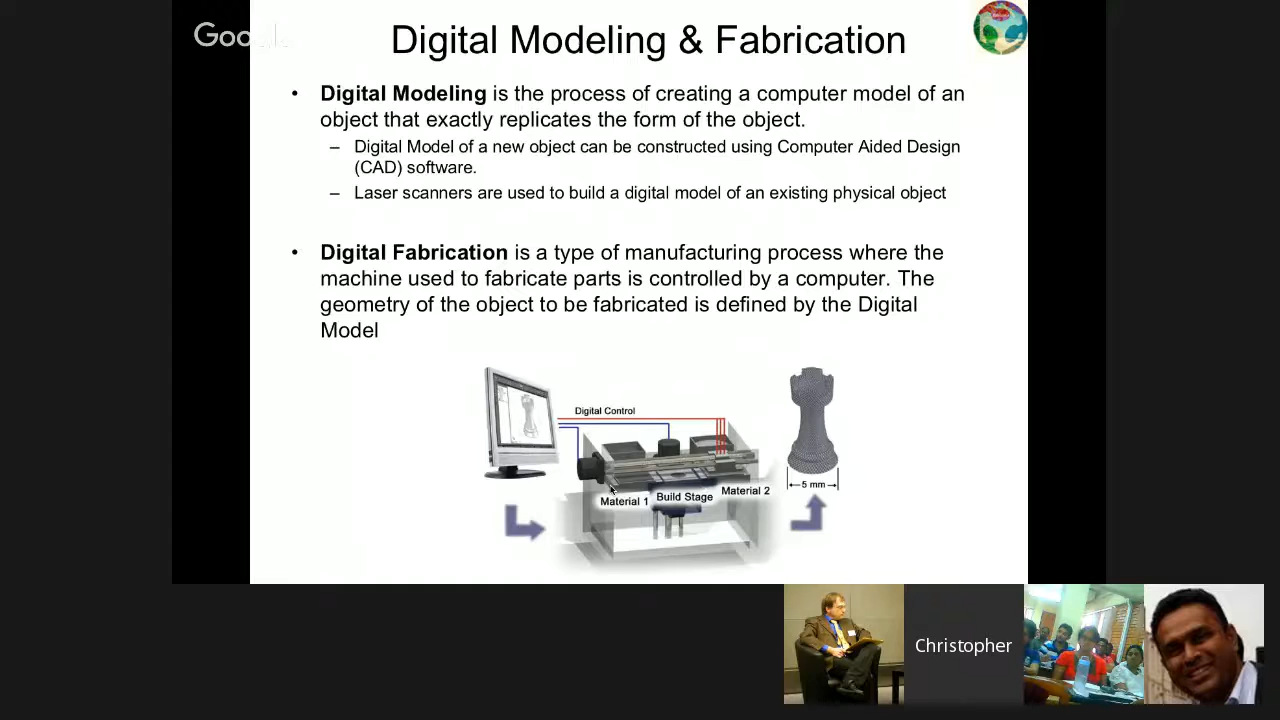 Google
Digital Modeling & Fabrication
• Digital Modeling is the process of creating a computer model of an
object that exactly replicates the form of the object.
– Digital Model of a new object can be constructed using Computer Aided Design
(CAD) software.
– Laser scanners are used to build a digital model of an existing physical object
• Digital Fabrication is a type of manufacturing process where the
machine used to fabricate parts is controlled by a computer. The
geometry of the object to be fabricated is defined by the Digital
Model
Digital Control
Material 1
Build Stage
Material 2
5 mm
Christopher